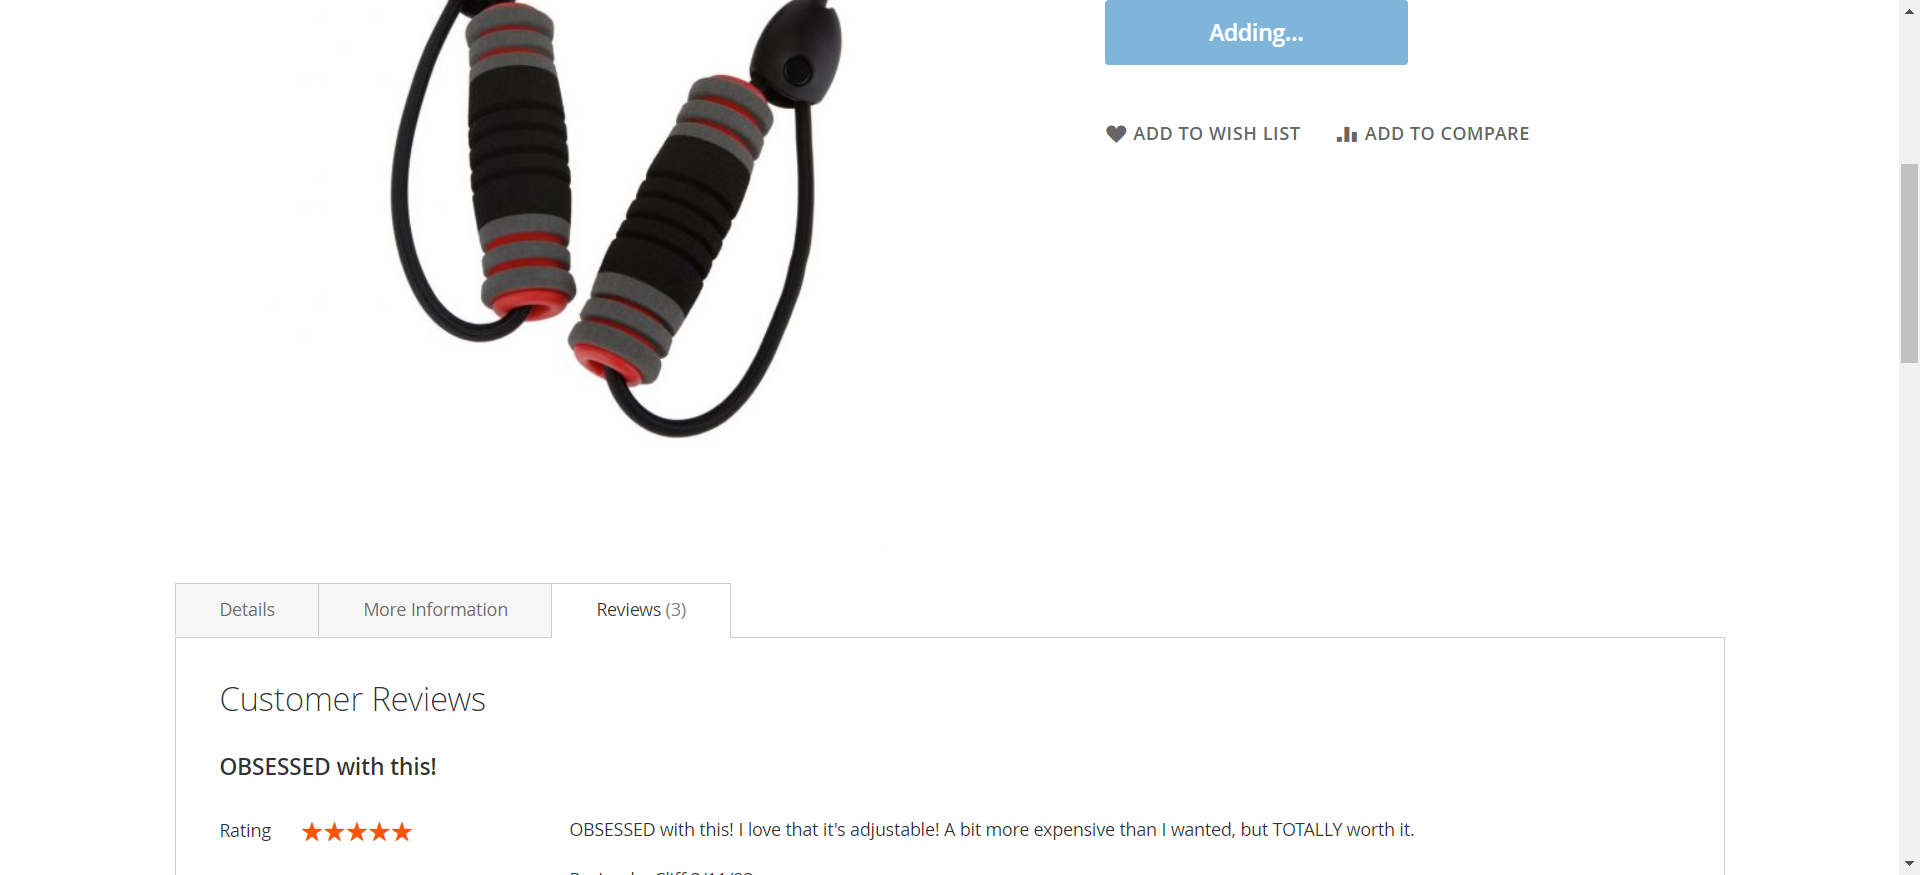 Adding...
ADD TO WISH LIST
ADD TO COMPARE
Details
More Information
Reviews (3)
Customer Reviews
OBSESSED with this!
Rating
OBSESSED with this! I love that it's adjustable! A bit more expensive than I wanted, but TOTALLY worth it.